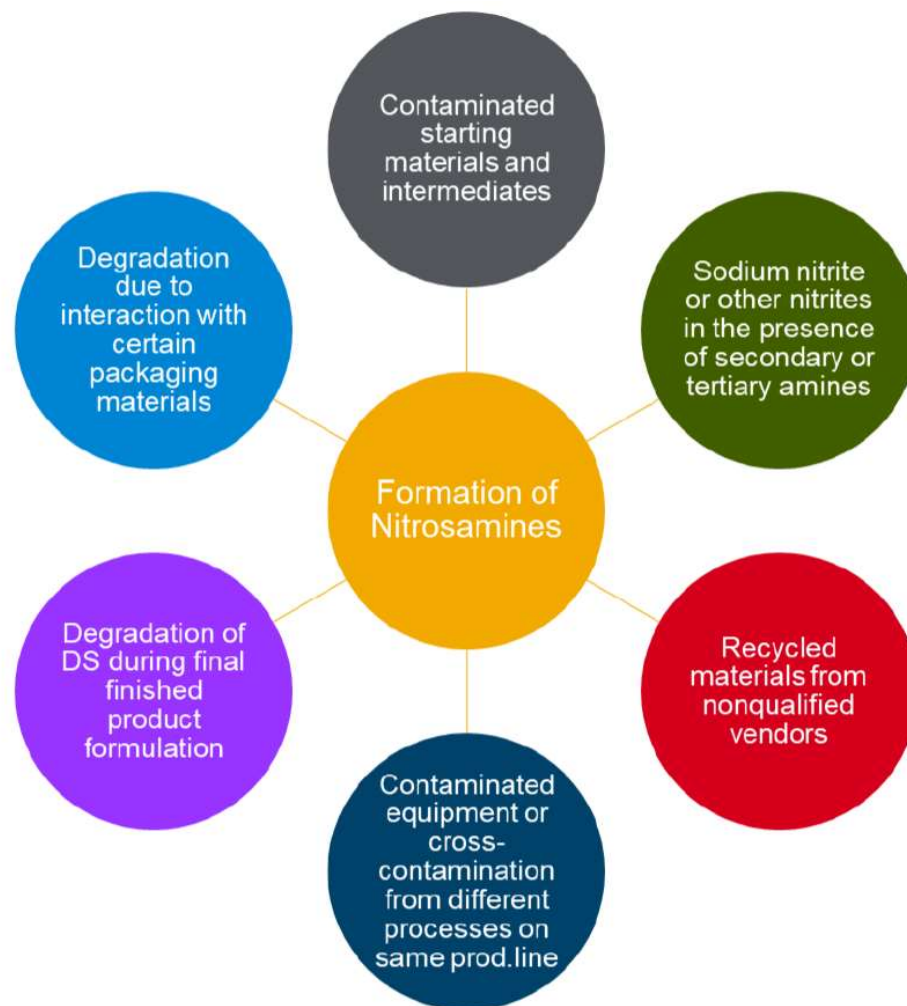 Contaminated
starting
materials and
intermediates
Sodium nitrite
or other nitrites
in the presence
of secondary or
tertiary amines
Recycled
materials from
nonqualified
vendors
Contaminated
equipment or
cross-
contamination
from different
processes on
same prod.line
Degradation of
DS during final
finished
product
formulation
Degradation
due to
interaction with
certain
packaging
materials
Formation of
Nitrosamines